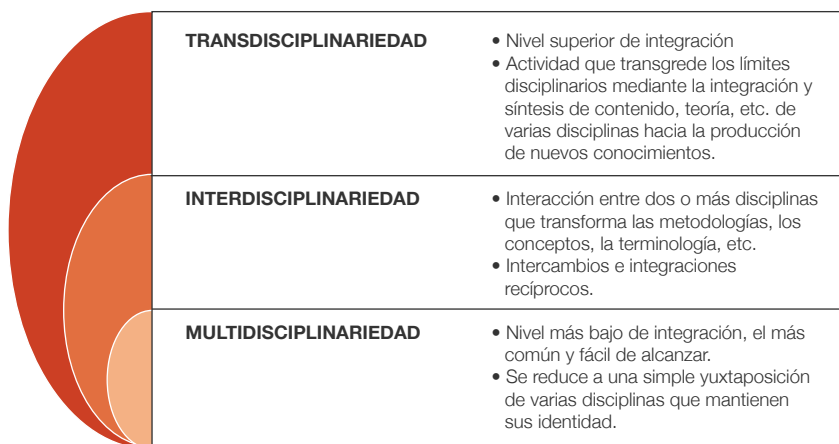 TRANSDISCIPLINARIEDAD
• Nivel superior de integración
• Actividad que transgrede los límites
disciplinarios mediante la integración y
síntesis de contenido, teoría, etc. de
varias disciplinas hacia la producción
de nuevos conocimientos.
INTERDISCIPLINARIEDAD
• Interacción entre dos o más disciplinas
que transforma las metodologías, los
conceptos, la terminología, etc.
• Intercambios e integraciones
recíprocos.
MULTIDISCIPLINARIEDAD
• Nivel más bajo de integración, el más
común y fácil de alcanzar.
• Se reduce a una simple yuxtaposición
de varias disciplinas que mantienen
sus identidad.